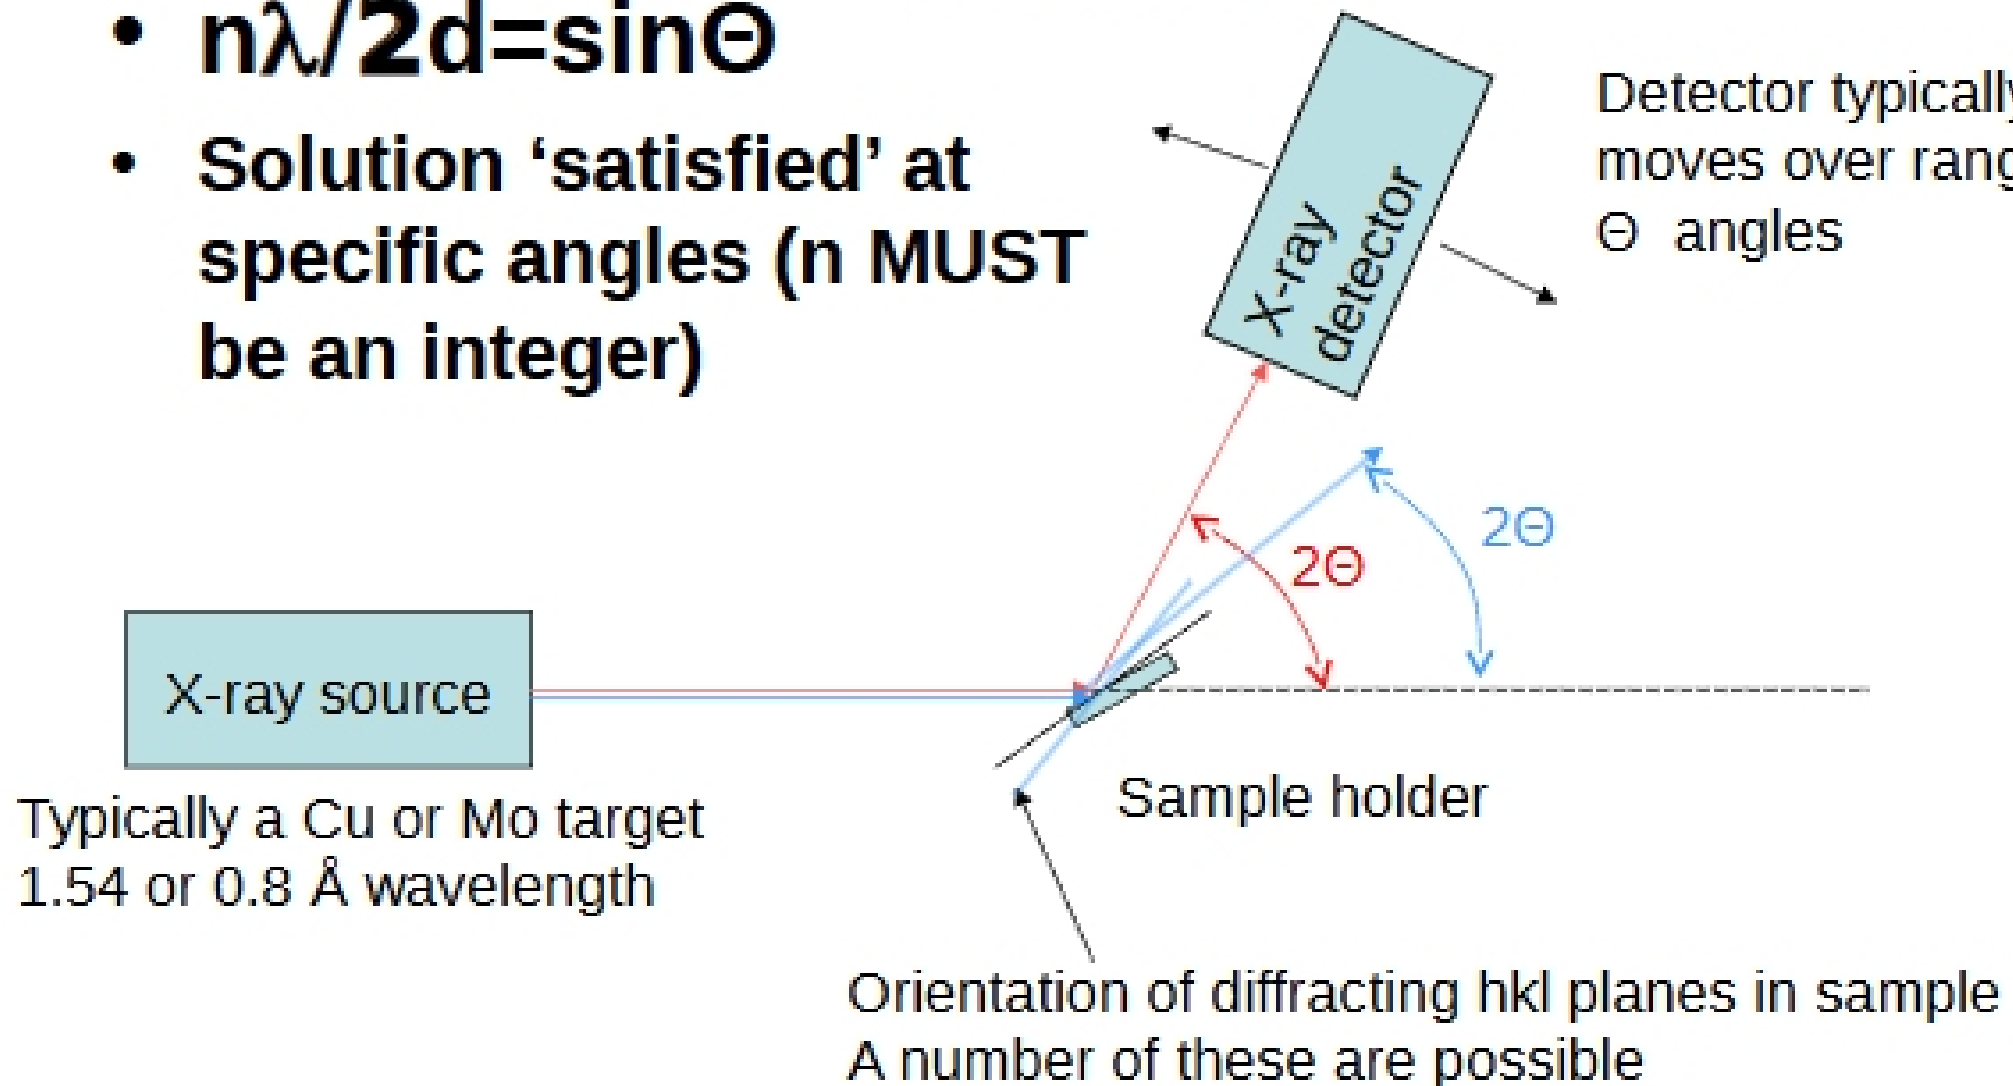 • nλ/2d=sinΘ
• Solution ‘satisfied’ at
specific angles (n MUST
be an integer)
X-ray
detector
Detector typically
moves over rang
Θ angles
2Θ
2Θ
X-ray source
Typically a Cu or Mo target
1.54 or 0.8 Å wavelength
Sample holder
Orientation of diffracting hkl planes in sample
A number of these are possible